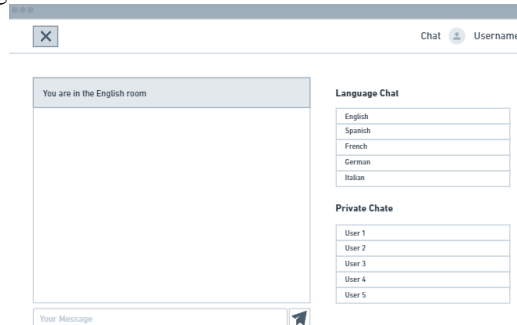 Chat Username
You are in the English room
Your Message
Language Chat
English
Spanish
French
German
Italian
Private Chate
User 1
User 2
User 3
User 4
User 5